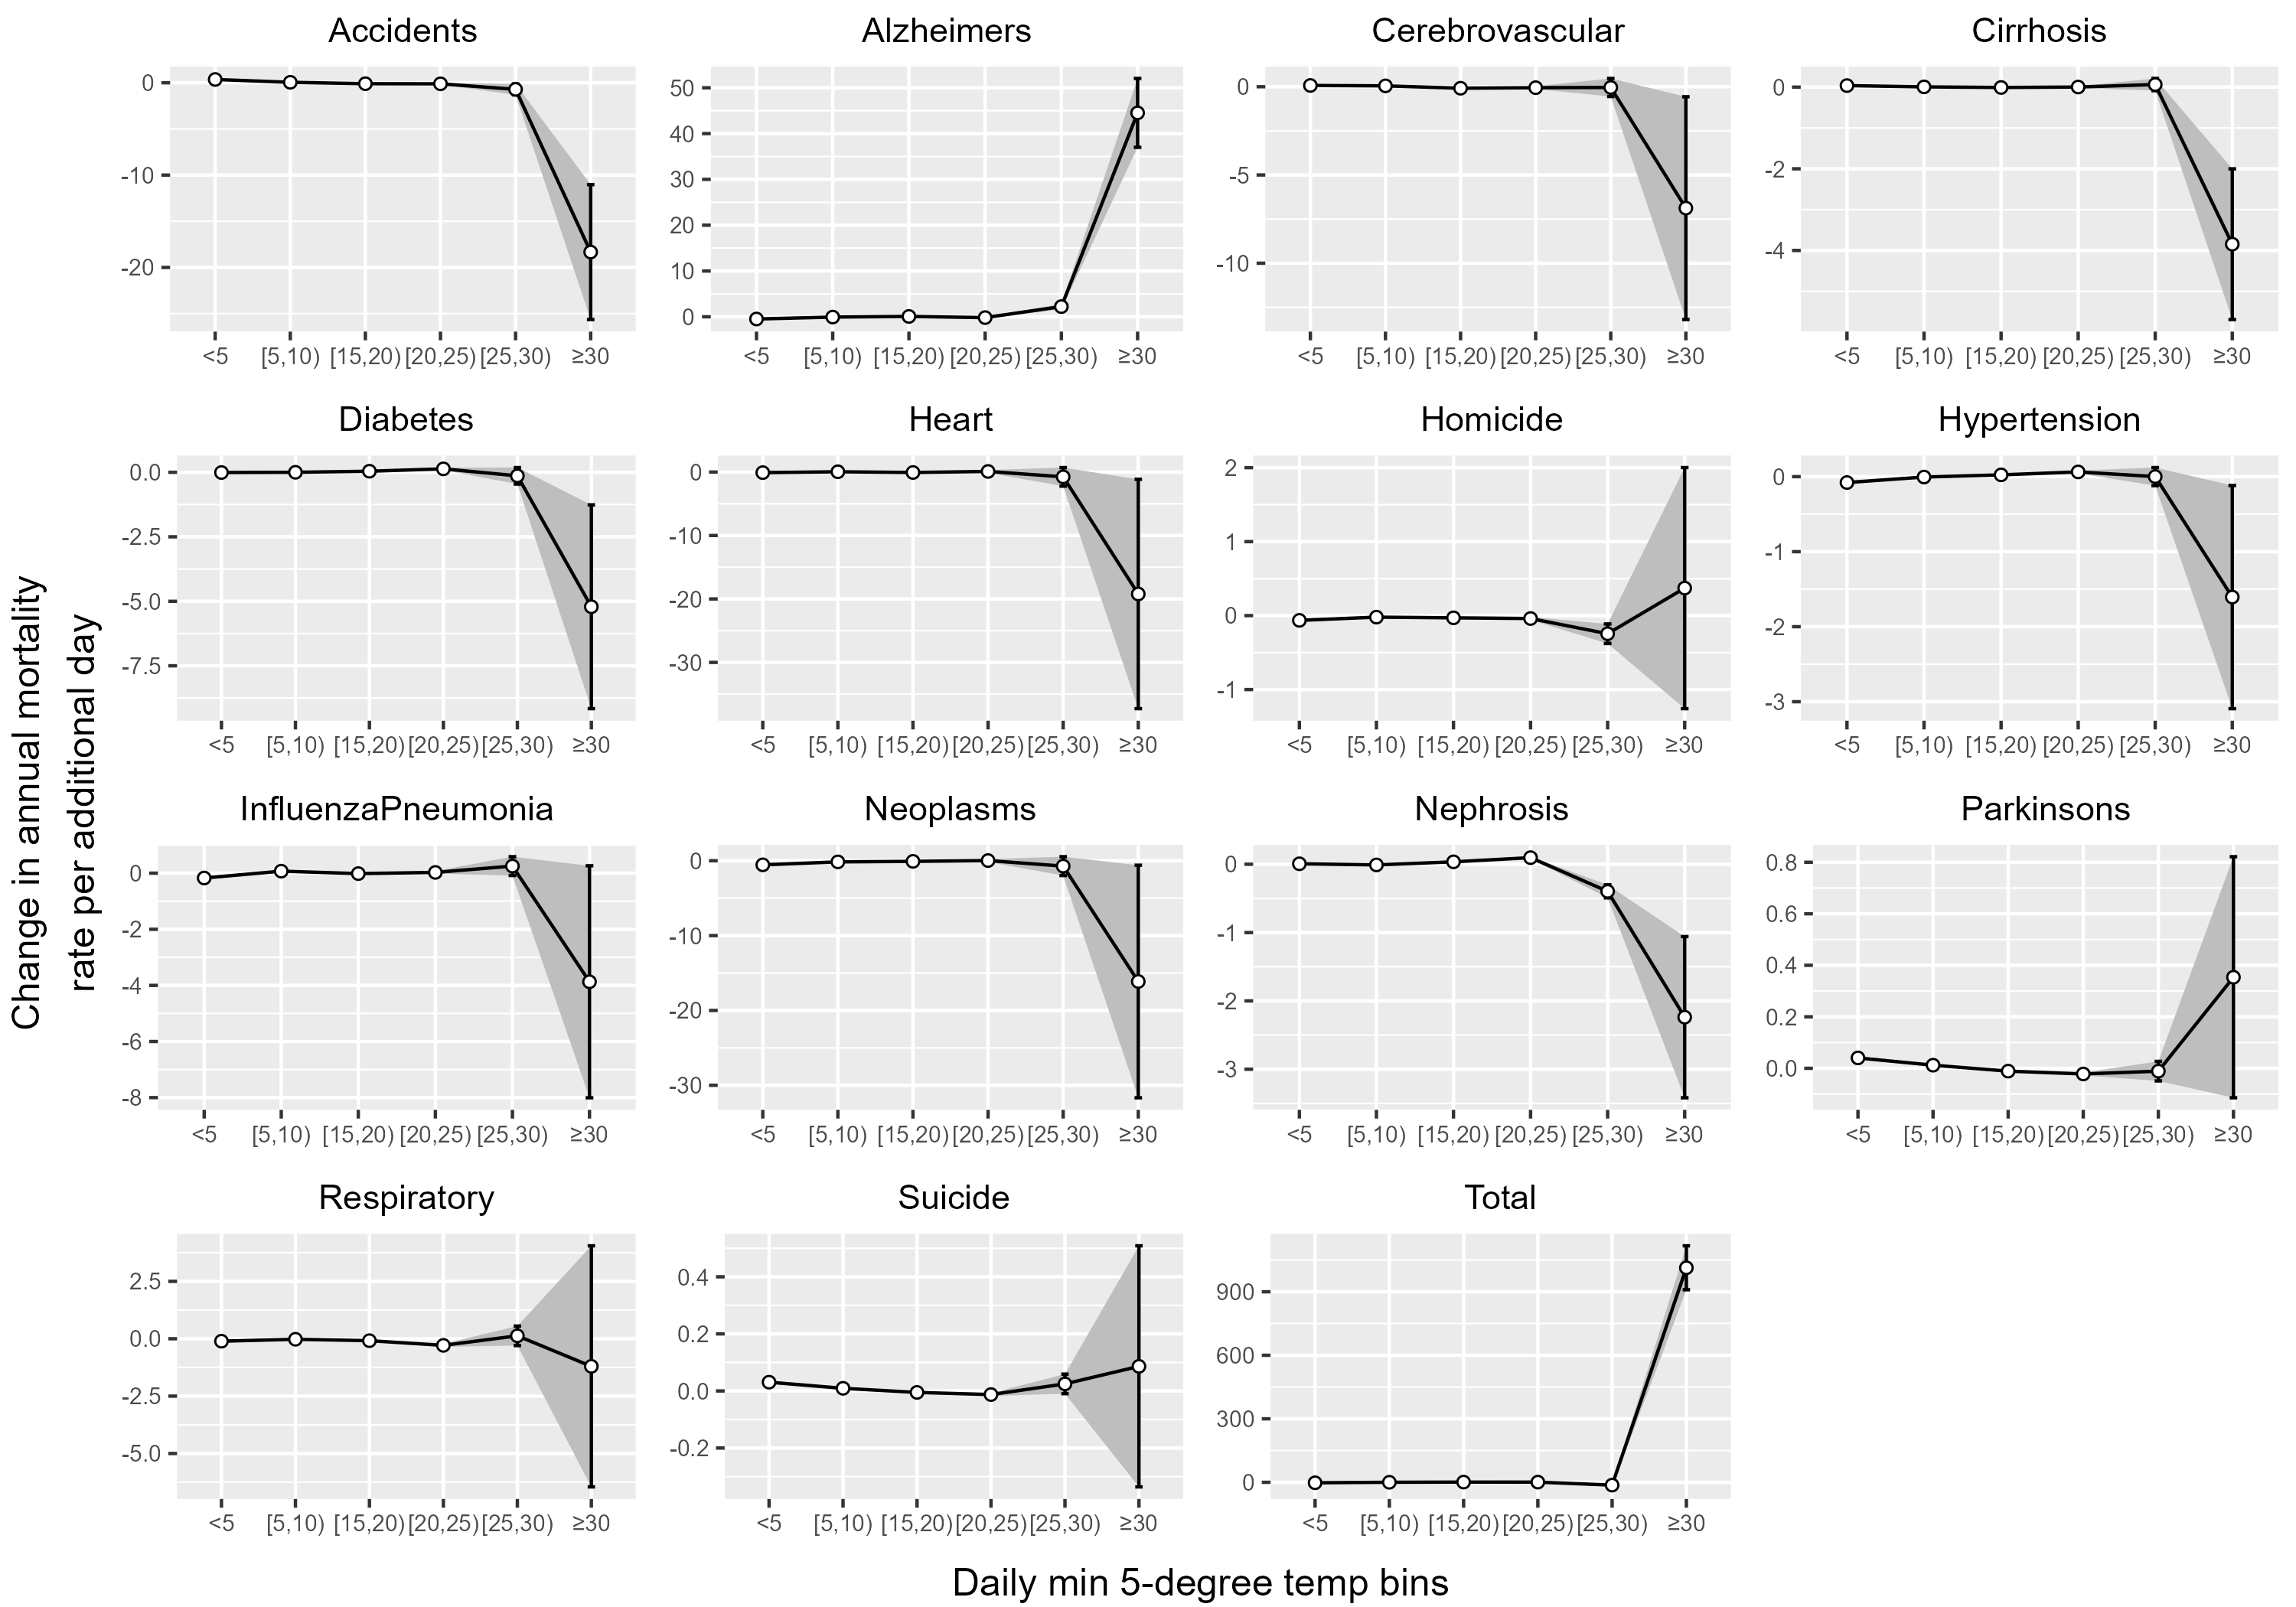 Accidents Alzheimers Cerebrovascular Cirrhosis
0
-10
-20
<5 [5,10) [15,20) [20,25) [25,30) ≥30
50
40
30
20
10
0
<5 [5,10) [15,20) [20,25) [25,30) ≥30
0
-5
-10
<5 [5,10) [15,20) [20,25) [25,30) ≥30
0
-2
-4
<5 [5,10) [15,20) [20,25) [25,30) ≥30
Diabetes Heart Homicide Hypertension
0.0
-2.5
-5.0
-7.5
<5 [5,10) [15,20) [20,25) [25,30) ≥30
0
-10
-20
-30
<5 [5,10) [15,20) [20,25) [25,30) ≥30
2
1
0
-1
<5 [5,10) [15,20) [20,25) [25,30) ≥30
0
-1
-2
-3
<5 [5,10) [15,20) [20,25) [25,30) ≥30
Change in annual mortality
rate per additional day
InfluenzaPneumonia Neoplasms Nephrosis Parkinsons
0
-2
-4
-6
-8
<5 [5,10) [15,20) [20,25) [25,30) ≥30
0
-10
-20
-30
<5 [5,10) [15,20) [20,25) [25,30) ≥30
0
-1
-2
-3
<5 [5,10) [15,20) [20,25) [25,30) ≥30
0.8
0.6
0.4
0.2
0.0
<5 [5,10) [15,20) [20,25) [25,30) ≥30
Respiratory Suicide Total
2.5
0.0
-2.5
-5.0
<5 [5,10) [15,20) [20,25) [25,30) ≥30
0.4
0.2
0.0
-0.2
<5 [5,10) [15,20) [20,25) [25,30) ≥30
900
600
300
0
<5 [5,10) [15,20) [20,25) [25,30) ≥30
Daily min 5-degree temp bins